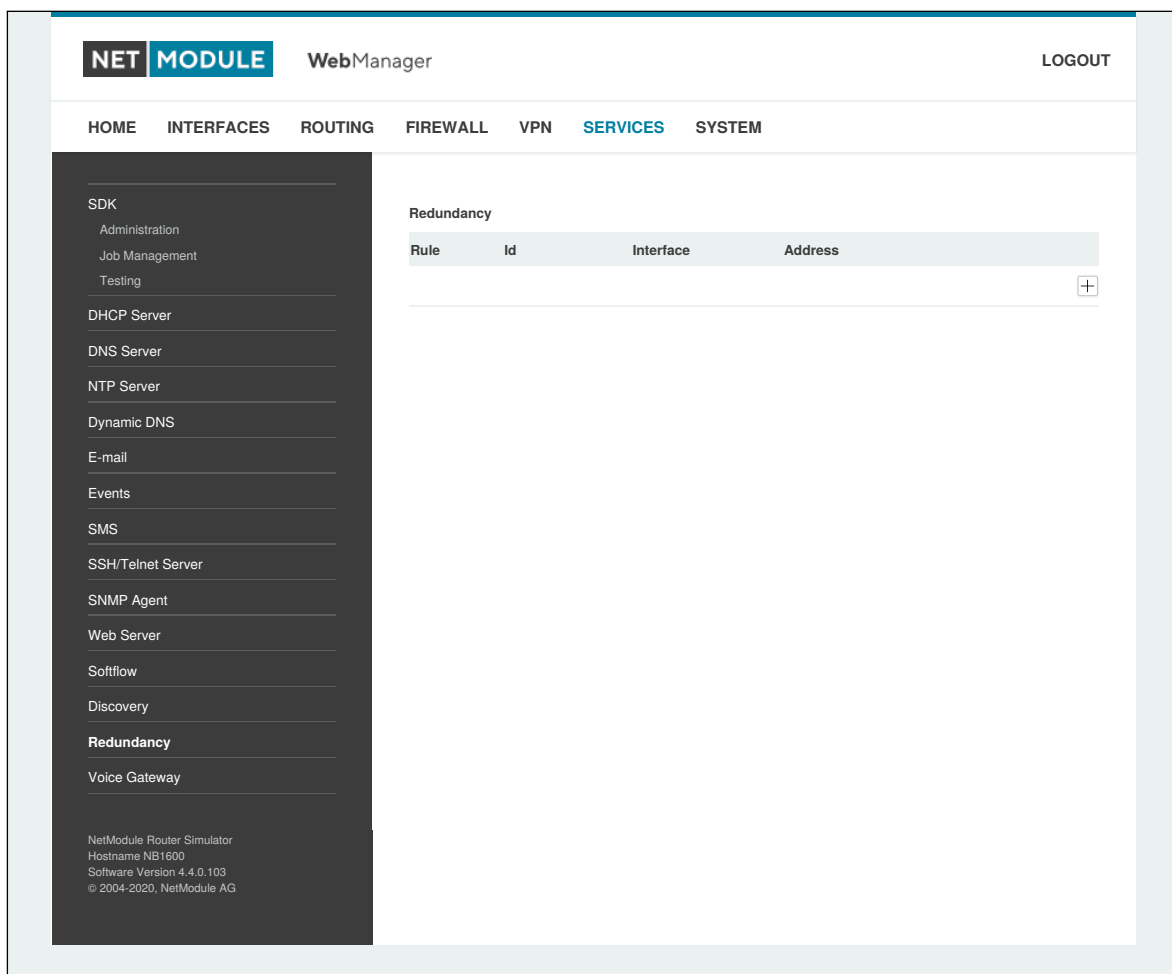 NET MODULE WebManager LOGOUT
HOME INTERFACES ROUTING FIREWALL VPN SERVICES SYSTEM
SDK
Administration
Job Management
Testing
DHCP Server
DNS Server
NTP Server
Dynamic DNS
E-mail
Events
SMS
SSH/Telnet Server
SNMP Agent
Web Server
Softflow
Discovery
Redundancy
Voice Gateway
NetModule Router Simulator
Hostname NB1600
Software Version 4.4.0.103
© 2004-2020, NetModule AG
Redundancy
Rule Id Interface Address